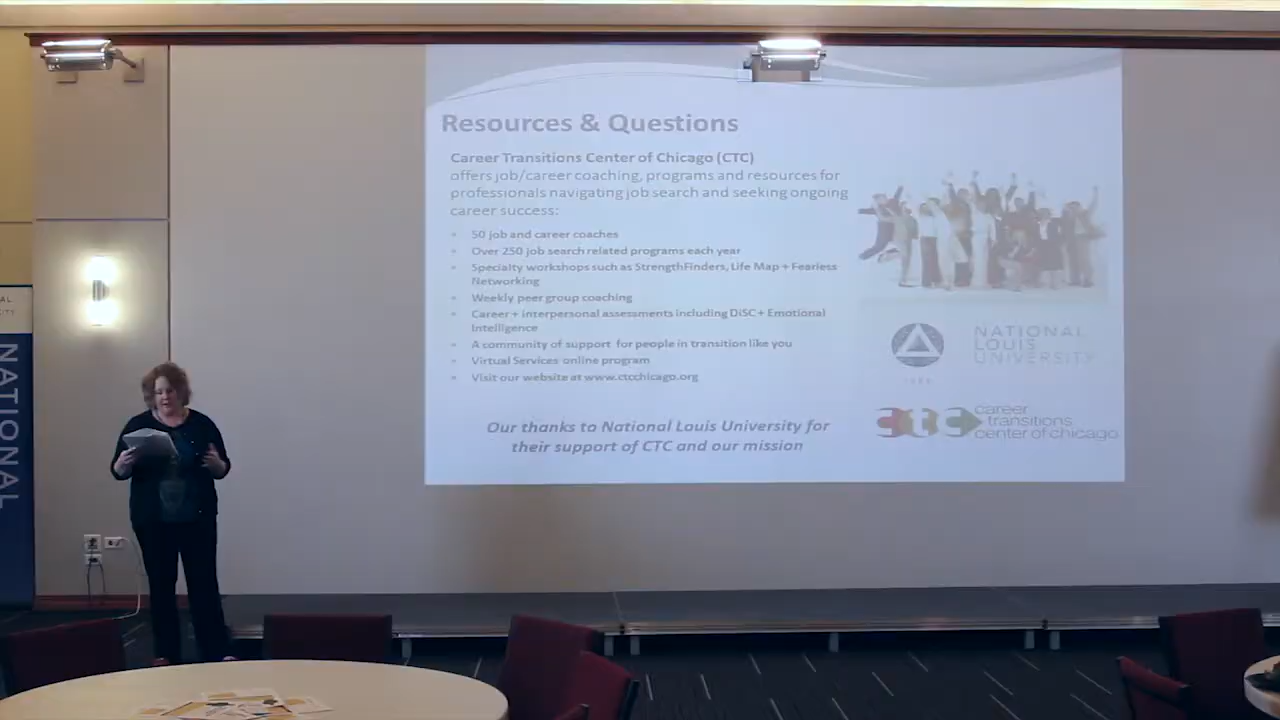 Resources & Questions
Career Transitions Center of Chicago (CTC)
offers job/career coaching, programs and resources for
professionals navigating job search and seeking ongoing
career success:
50 job and career coaches
Over 250 job search related programs each year
Specialty workshops such as StrengthFinders, Life Map + Fearless
Networking
Weekly peer group coaching
Career + interpersonal assessments including DiSC + Emotional
Intelligence
A community of support for people in transition like you
Virtual Services online program
Visit our website at www.ctcchicago.org
Our thanks to National Louis University for
their support of CTC and our mission
NATIONAL
LOUIS
UNIVERSITY
ctc
career
transitions
center of chicago
NATIONAL